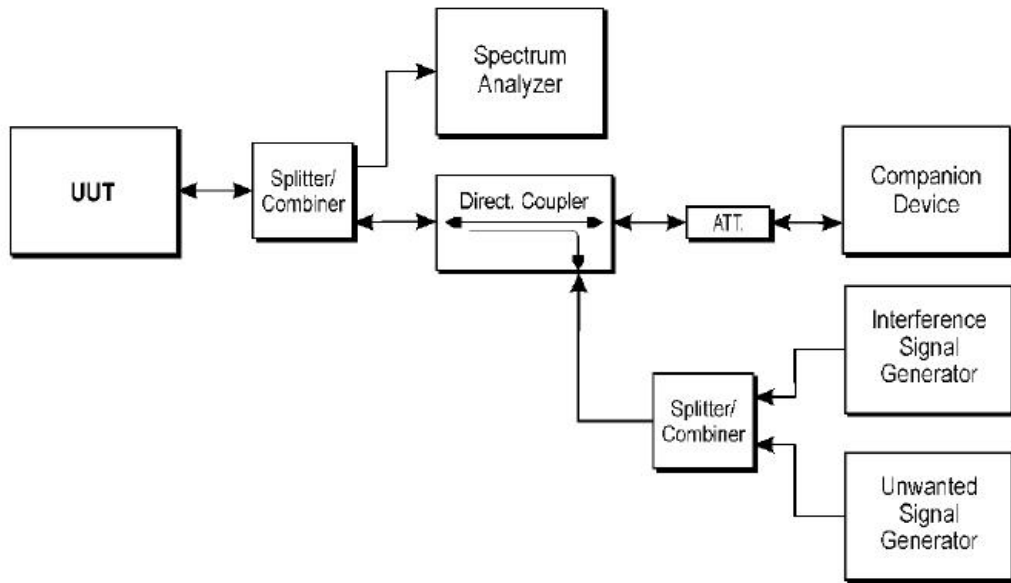 Spectrum
Analyzer
UUT
Splitter/
Combiner
Direct. Coupler
ATT.
Companion
Device
Interference
Signal
Generator
Splitter/
Combiner
Unwanted
Signal
Generator